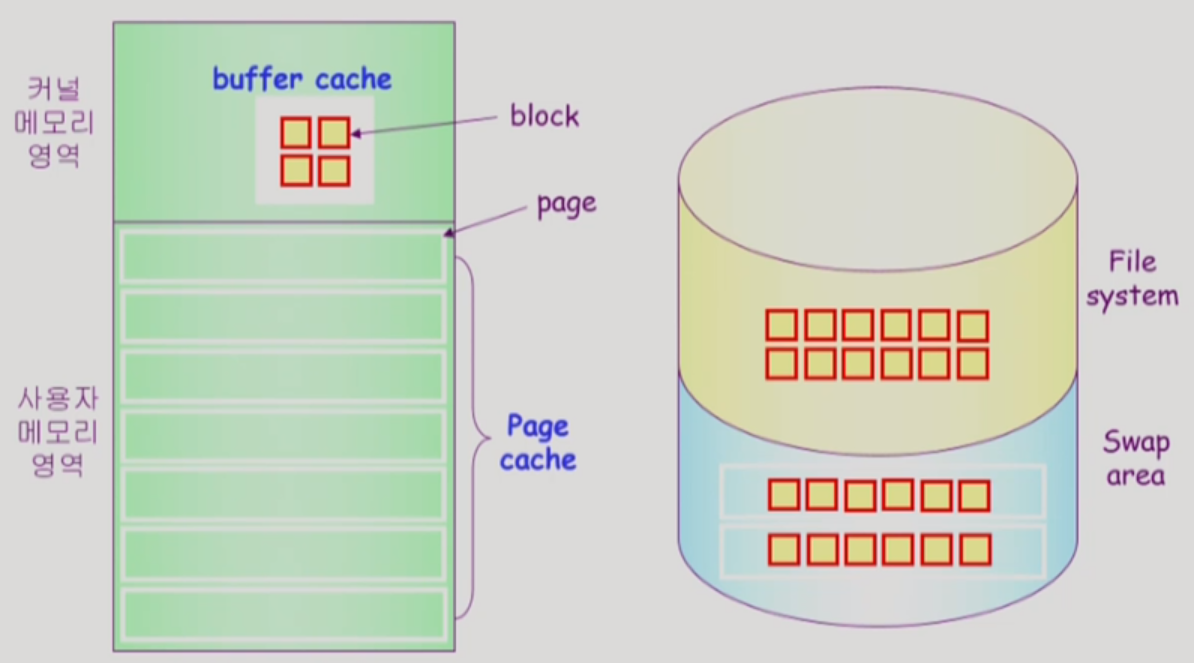 커널
메모리
영역
buffer cache
block
page
사용자
메모리
영역
Page
cache
File
system
Swap
area